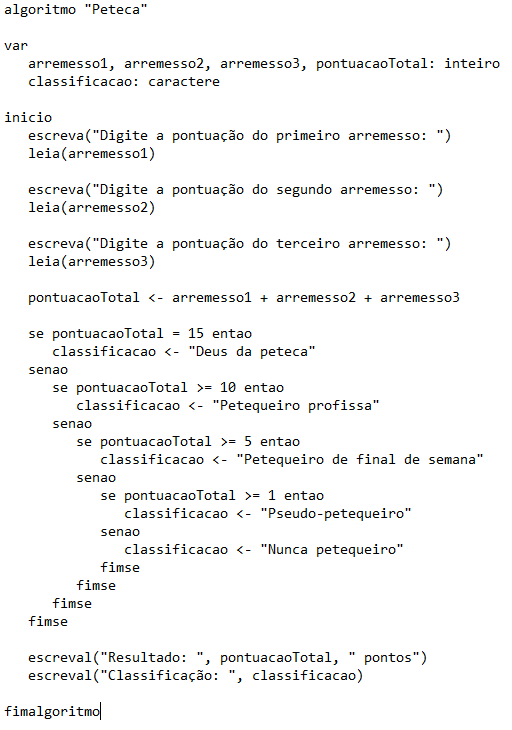 algoritmo "Peteca"

var
   arremesso1, arremesso2, arremesso3, pontuacaoTotal: inteiro
   classificacao: caractere

inicio
   escreva("Digite a pontuação do primeiro arremesso: ")
   leia(arremesso1)

   escreva("Digite a pontuação do segundo arremesso: ")
   leia(arremesso2)

   escreva("Digite a pontuação do terceiro arremesso: ")
   leia(arremesso3)

   pontuacaoTotal <- arremesso1 + arremesso2 + arremesso3

   se pontuacaoTotal = 15 entao
      classificacao <- "Deus da peteca"
   senao
      se pontuacaoTotal >= 10 entao
         classificacao <- "Petequeiro profissa"
      senao
         se pontuacaoTotal >= 5 entao
            classificacao <- "Petequeiro de final de semana"
         senao
            se pontuacaoTotal >= 1 entao
               classificacao <- "Pseudo-petequeiro"
            senao
               classificacao <- "Nunca petequeiro"
            fimse
         fimse
      fimse
   fimse

   escreval("Resultado: ", pontuacaoTotal, " pontos")
   escreval("Classificação: ", classificacao)

fimalgoritmo